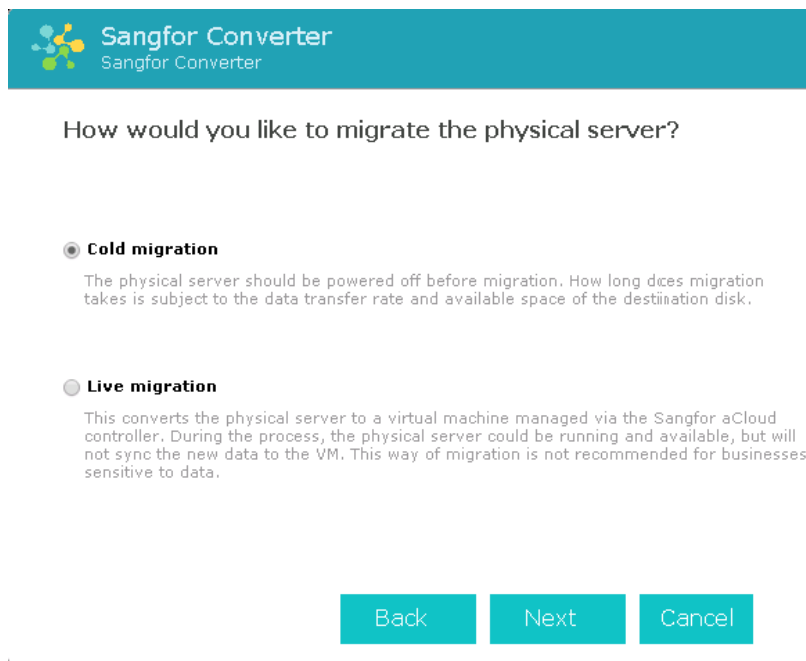 Sangfor Converter
Sangfor Converter
How would you like to migrate the physical server?
Cold migration
The physical server should be powered off before migration. How long does migration
takes is subject to the data transfer rate and available space of the destination disk.
Live migration
This converts the physical server to a virtual machine managed via the Sangfor aCloud
controller. During the process, the physical server could be running and available, but will
not sync the new data to the VM. This way of migration is not recommended for businesses
sensitive to data.
Back Next Cancel